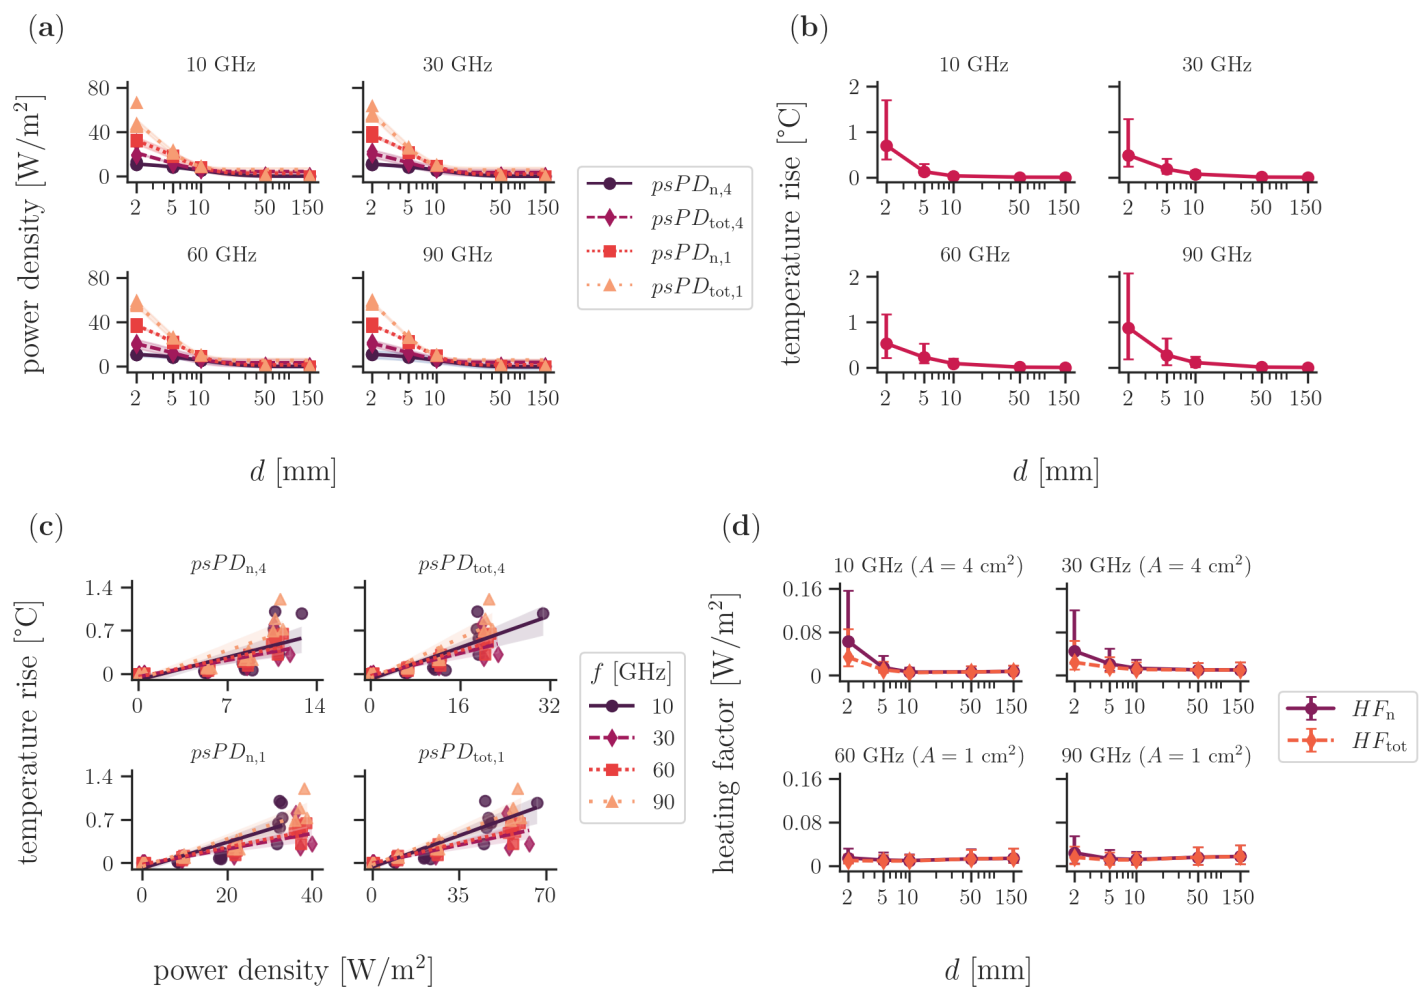 (a)
10 GHz
30 GHz
80
40
0
2 5 10 50 150
2 5 10 50 150
60 GHz
90 GHz
80
40
0
2 5 10 50 150
2 5 10 50 150
power density [W/m²]
d [mm]
psPDn,4
psPDtot,4
psPDn,1
psPDtot,1
(b)
10 GHz
30 GHz
2
1
0
2 5 10 50 150
2 5 10 50 150
60 GHz
90 GHz
2
1
0
2 5 10 50 150
2 5 10 50 150
temperature rise [°C]
d [mm]
(c)
psPDn,4
psPDtot,4
1.4
0.7
0
0 7 14
0 16 32
psPDn,1
psPDtot,1
1.4
0.7
0
0 20 40
0 35 70
temperature rise [°C]
power density [W/m²]
f [GHz]
10
30
60
90
(d)
10 GHz (A = 4 cm²)
30 GHz (A = 4 cm²)
0.16
0.08
0
2 5 10 50 150
2 5 10 50 150
60 GHz (A = 1 cm²)
90 GHz (A = 1 cm²)
0.16
0.08
0
2 5 10 50 150
2 5 10 50 150
heating factor [W/m²]
d [mm]
HFn
HFtot